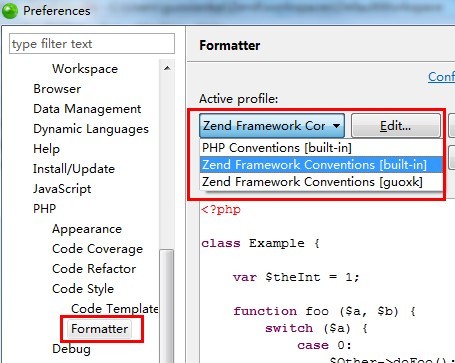 Preferences
type filter text
Workspace
Browser
Data Management
Dynamic Languages
Help
Install/Update
JavaScript
PHP
Appearance
Code Coverage
Code Refactor
Code Style
Code Template
Formatter
Debug
Formatter
Conf
Active profile:
Zend Framework Cor
Edit...
PHP Conventions [built-in]
Zend Framework Conventions [built-in]
Zend Framework Conventions [guoxk]
<?php
class Example {
var $theInt = 1;
function foo ($a, $b) {
switch ($a) {
case 0:
$Other->doFoo();